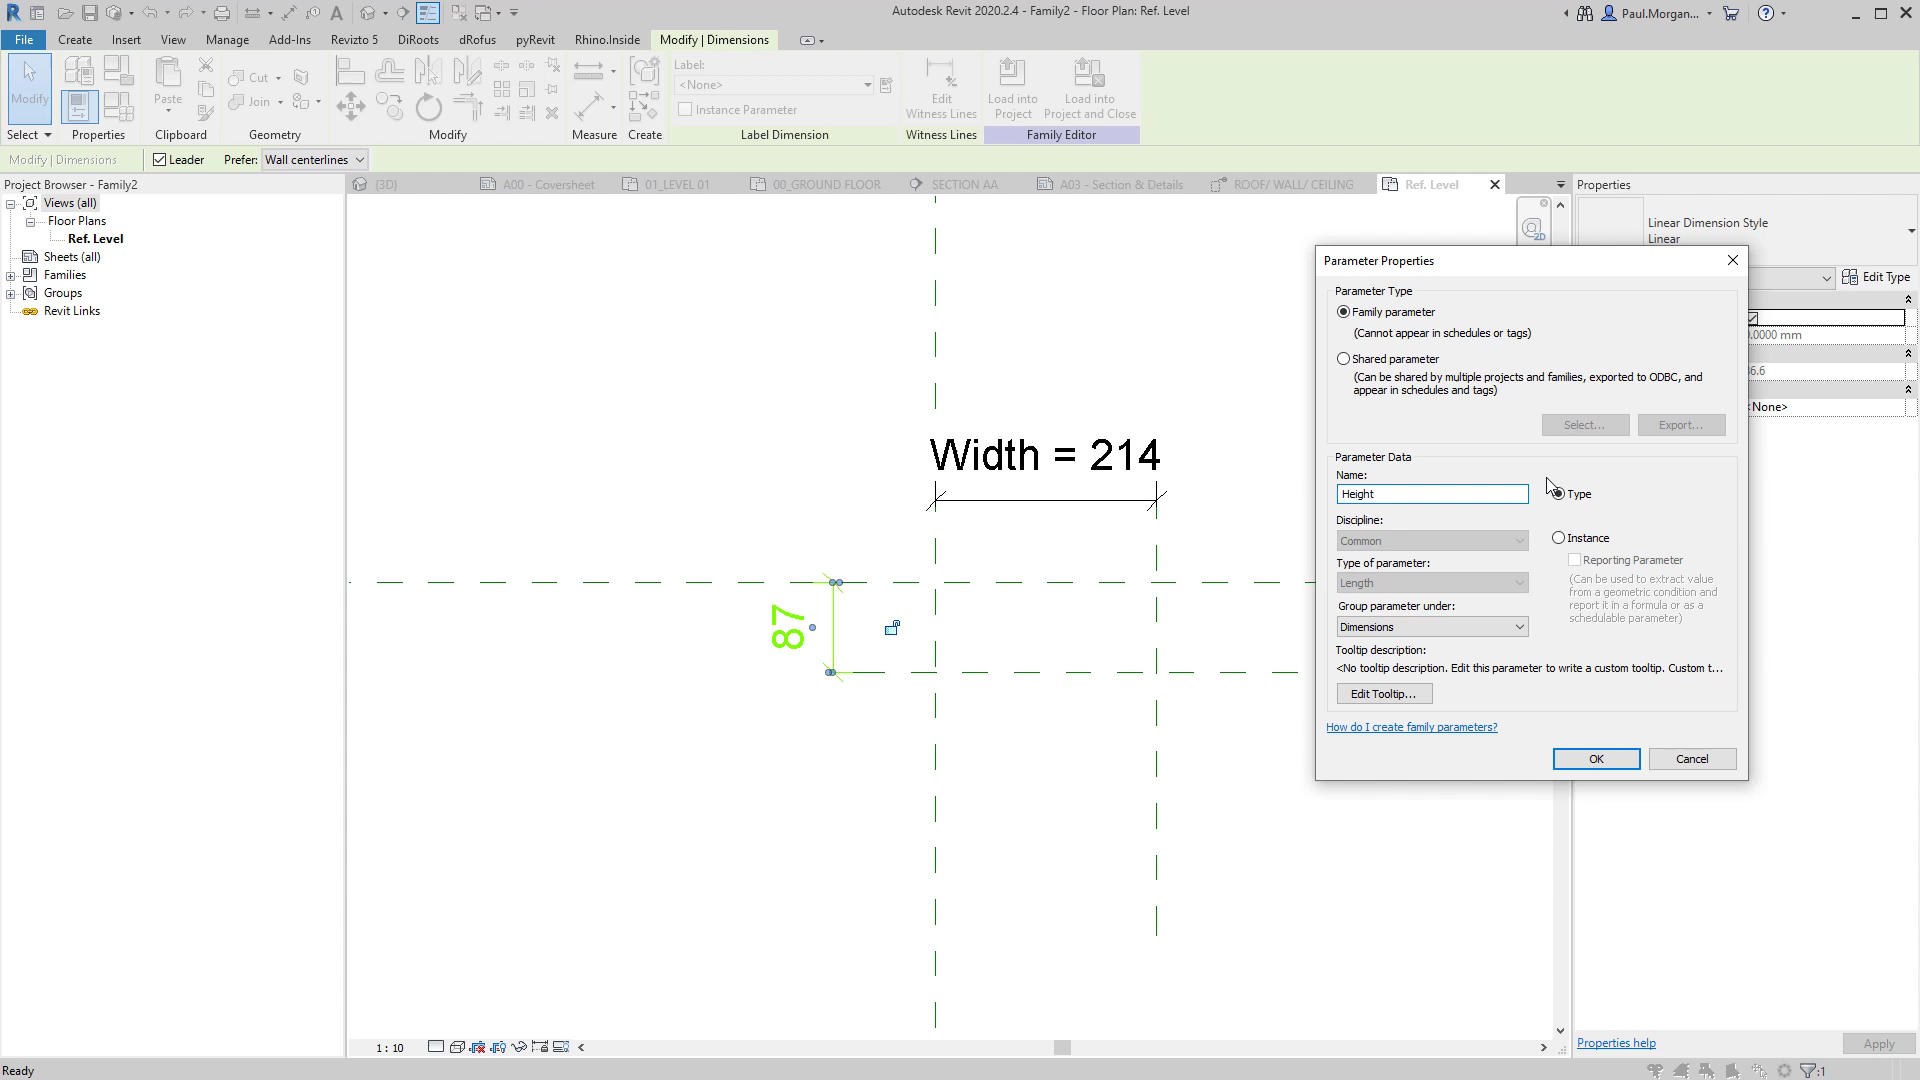 Autodesk Revit 2020.2.4 - Family2 - Floor Plan: Ref. Level
Paul.Morgan...
File Create Insert View Manage Add-Ins Revizto 5 DiRoots dRofus pyRevit Rhino.Inside Modify | Dimensions
Modify
Paste
Cut
Join
Label:
<None>
Instance Parameter
Edit
Witness Lines
Load into
Project
Load into
Project and Close
Select Properties Clipboard Geometry Modify Measure Create Label Dimension Witness Lines Family Editor
Modify | Dimensions Leader Prefer: Wall centerlines
Project Browser - Family2
Views (all)
Floor Plans
Ref. Level
Sheets (all)
Families
Groups
Revit Links
{3D} A00 - Coversheet 01_LEVEL 01 00_GROUND FLOOR SECTION AA A03 - Section & Details ROOF/ WALL/ CEILING Ref. Level
2D
Width = 214
87
Properties
Linear Dimension Style
Linear
Edit Type
.0000 mm
6.6
<None>
Parameter Properties
Parameter Type
Family parameter
(Cannot appear in schedules or tags)
Shared parameter
(Can be shared by multiple projects and families, exported to ODBC, and
appear in schedules and tags)
Select...
Export...
Parameter Data
Name:
Height
Type
Discipline:
Common
Instance
Reporting Parameter
Type of parameter:
Length
(Can be used to extract value
from a geometric condition and
report it in a formula or as a
schedulable parameter)
Group parameter under:
Dimensions
Tooltip description:
<No tooltip description. Edit this parameter to write a custom tooltip. Custom t...
Edit Tooltip...
How do I create family parameters?
OK
Cancel
1 : 10
Properties help
Apply
Ready
:1